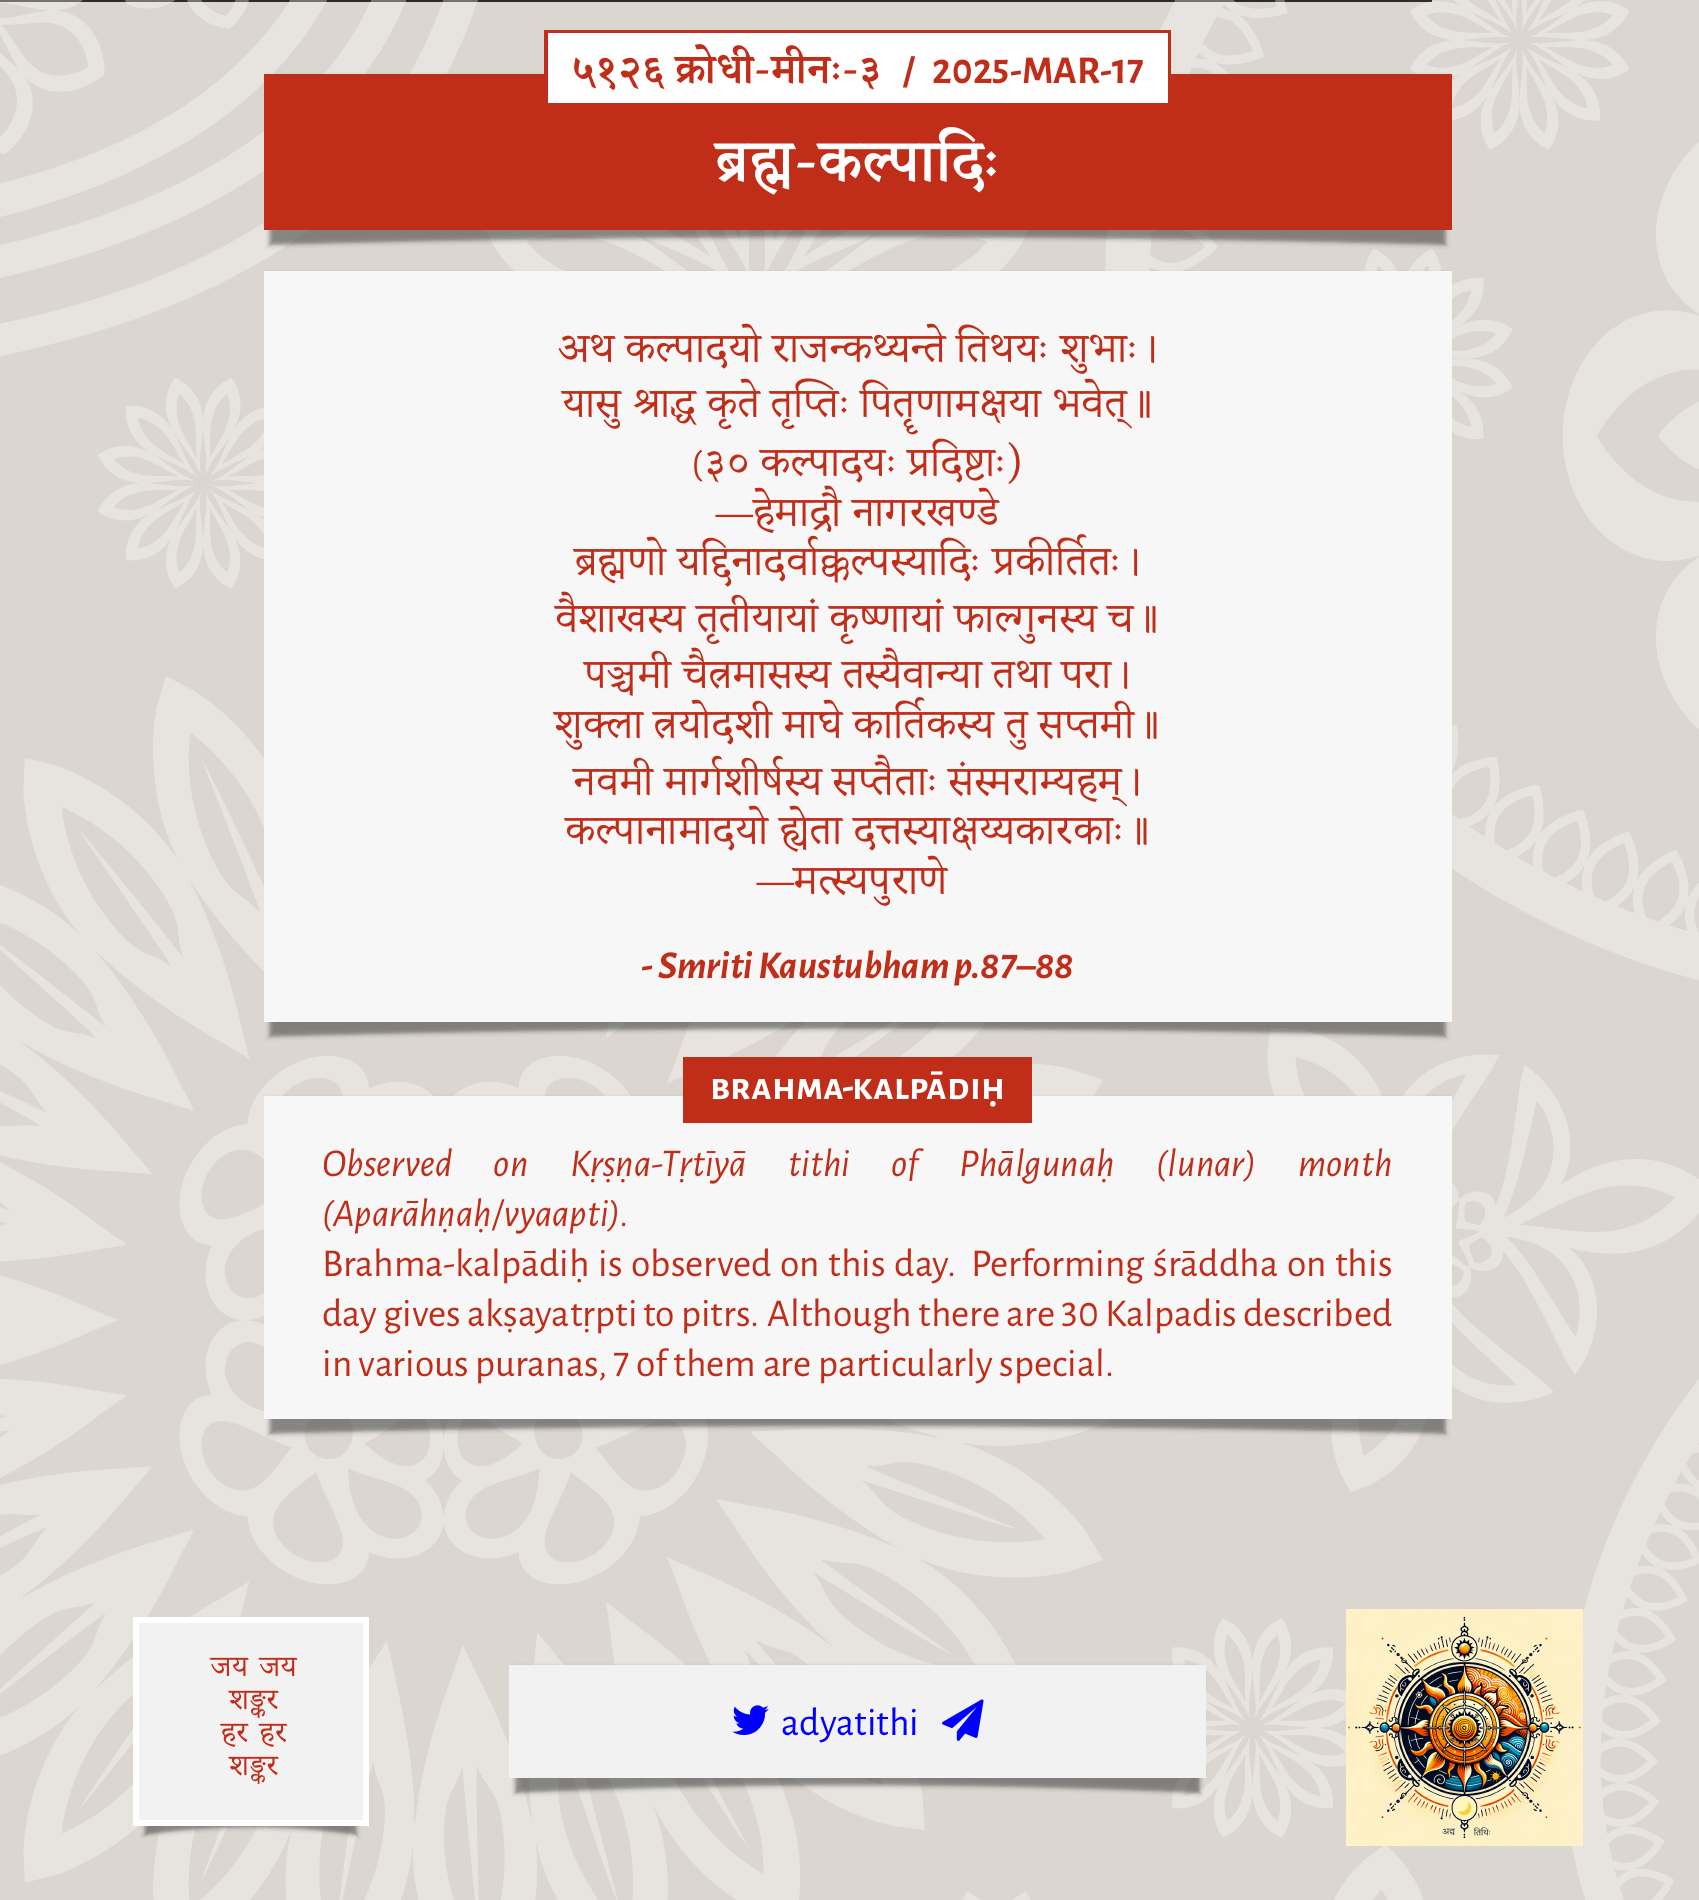 ५१२६ क्रोधी-मीनः-३ / 2025-MAR-17
ब्रह्म-कल्पादिः
अथ कल्पादयो राजन्कथ्यन्ते तिथयः शुभाः।
यासु श्राद्ध कृते तृप्तिः पितॄणामक्षया भवेत्॥
(३० कल्पादयः प्रदिष्टाः)
—हेमाद्रौ नागरखण्डे
ब्रह्मणो यद्दिनादर्वाक्कल्पस्यादिः प्रकीर्तितः।
वैशाखस्य तृतीयायां कृष्णायां फाल्गुनस्य च॥
पञ्चमी चैत्रमासस्य तस्यैवान्या तथा परा।
शुक्ला त्रयोदशी माघे कार्तिकस्य तु सप्तमी॥
नवमी मार्गशीर्षस्य सप्तैताः संस्मराम्यहम्।
कल्पानामादयो ह्येता दत्तस्याक्षय्यकारकाः॥
—मत्स्यपुराणे
- Smriti Kaustubham p.87–88
BRAHMA-KALPĀDIḤ
Observed on Kṛṣṇa-Tṛtīyā tithi of Phālgunaḥ (lunar) month
(Aparāhṇaḥ/vyaapti).
Brahma-kalpādiḥ is observed on this day. Performing śrāddha on this
day gives akṣayatṛpti to pitrs. Although there are 30 Kalpadis described
in various puranas, 7 of them are particularly special.
जय जय
शङ्कर
हर हर
शङ्कर
adyatithi
अद्य तिथिः